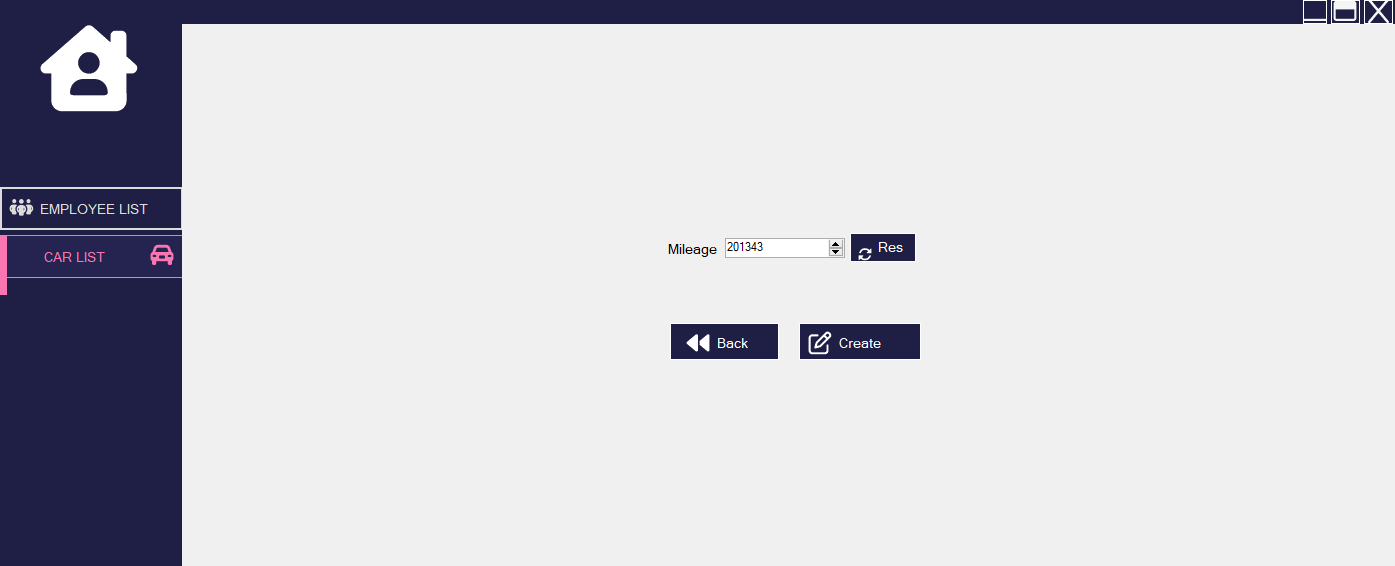 EMPLOYEE LIST
CAR LIST
Mileage 201343 Res
Back Create